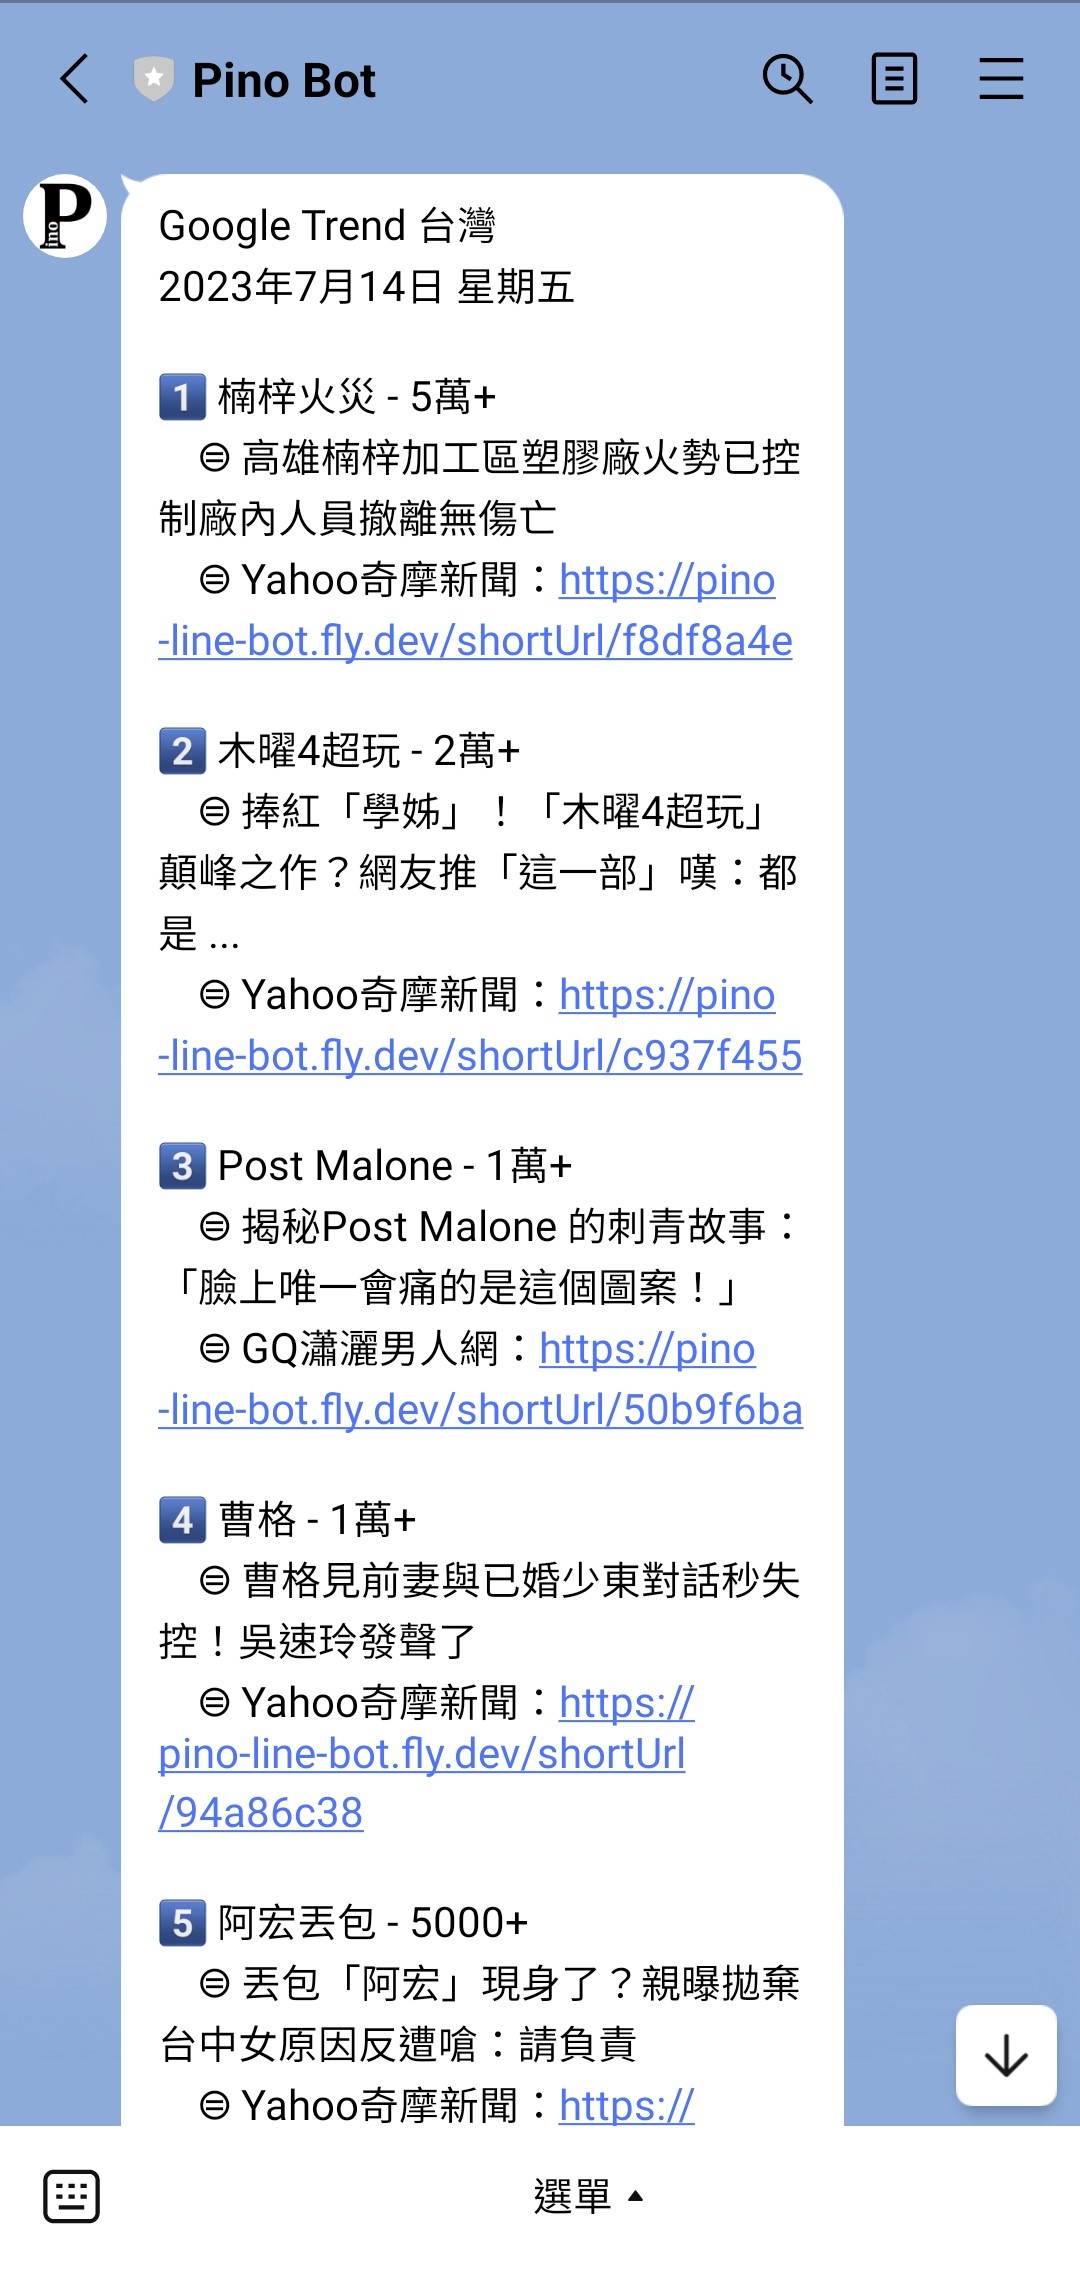 Pino Bot
Pino
Google Trend 台灣
2023年7月14日 星期五
1 楠梓火災 - 5萬+
⊜ 高雄楠梓加工區塑膠廠火勢已控
制廠內人員撤離無傷亡
⊜ Yahoo奇摩新聞：https://pino
-line-bot.fly.dev/shortUrl/f8df8a4e
2 木曜4超玩 - 2萬+
⊜ 捧紅「學姊」！「木曜4超玩」
顛峰之作？網友推「這一部」嘆：都
是 ...
⊜ Yahoo奇摩新聞：https://pino
-line-bot.fly.dev/shortUrl/c937f455
3 Post Malone - 1萬+
⊜ 揭秘Post Malone 的刺青故事：
「臉上唯一會痛的是這個圖案！」
⊜ GQ瀟灑男人網：https://pino
-line-bot.fly.dev/shortUrl/50b9f6ba
4 曹格 - 1萬+
⊜ 曹格見前妻與已婚少東對話秒失
控！吳速玲發聲了
⊜ Yahoo奇摩新聞：https://
pino-line-bot.fly.dev/shortUrl
/94a86c38
5 阿宏丟包 - 5000+
⊜ 丟包「阿宏」現身了？親曝拋棄
台中女原因反遭嗆：請負責
⊜ Yahoo奇摩新聞：https://
選單